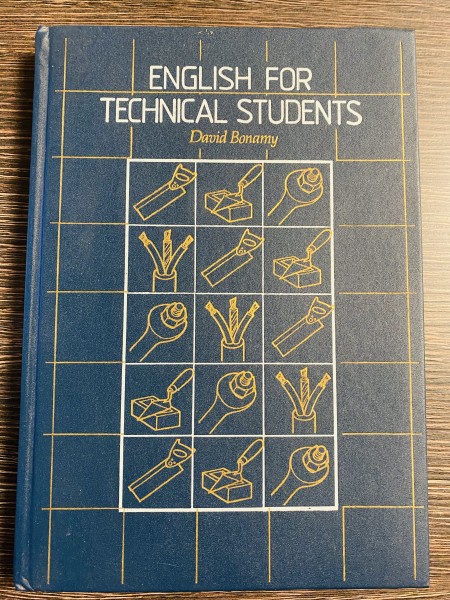 ENGLISH FOR
TECHNICAL STUDENTS
David Bonamy